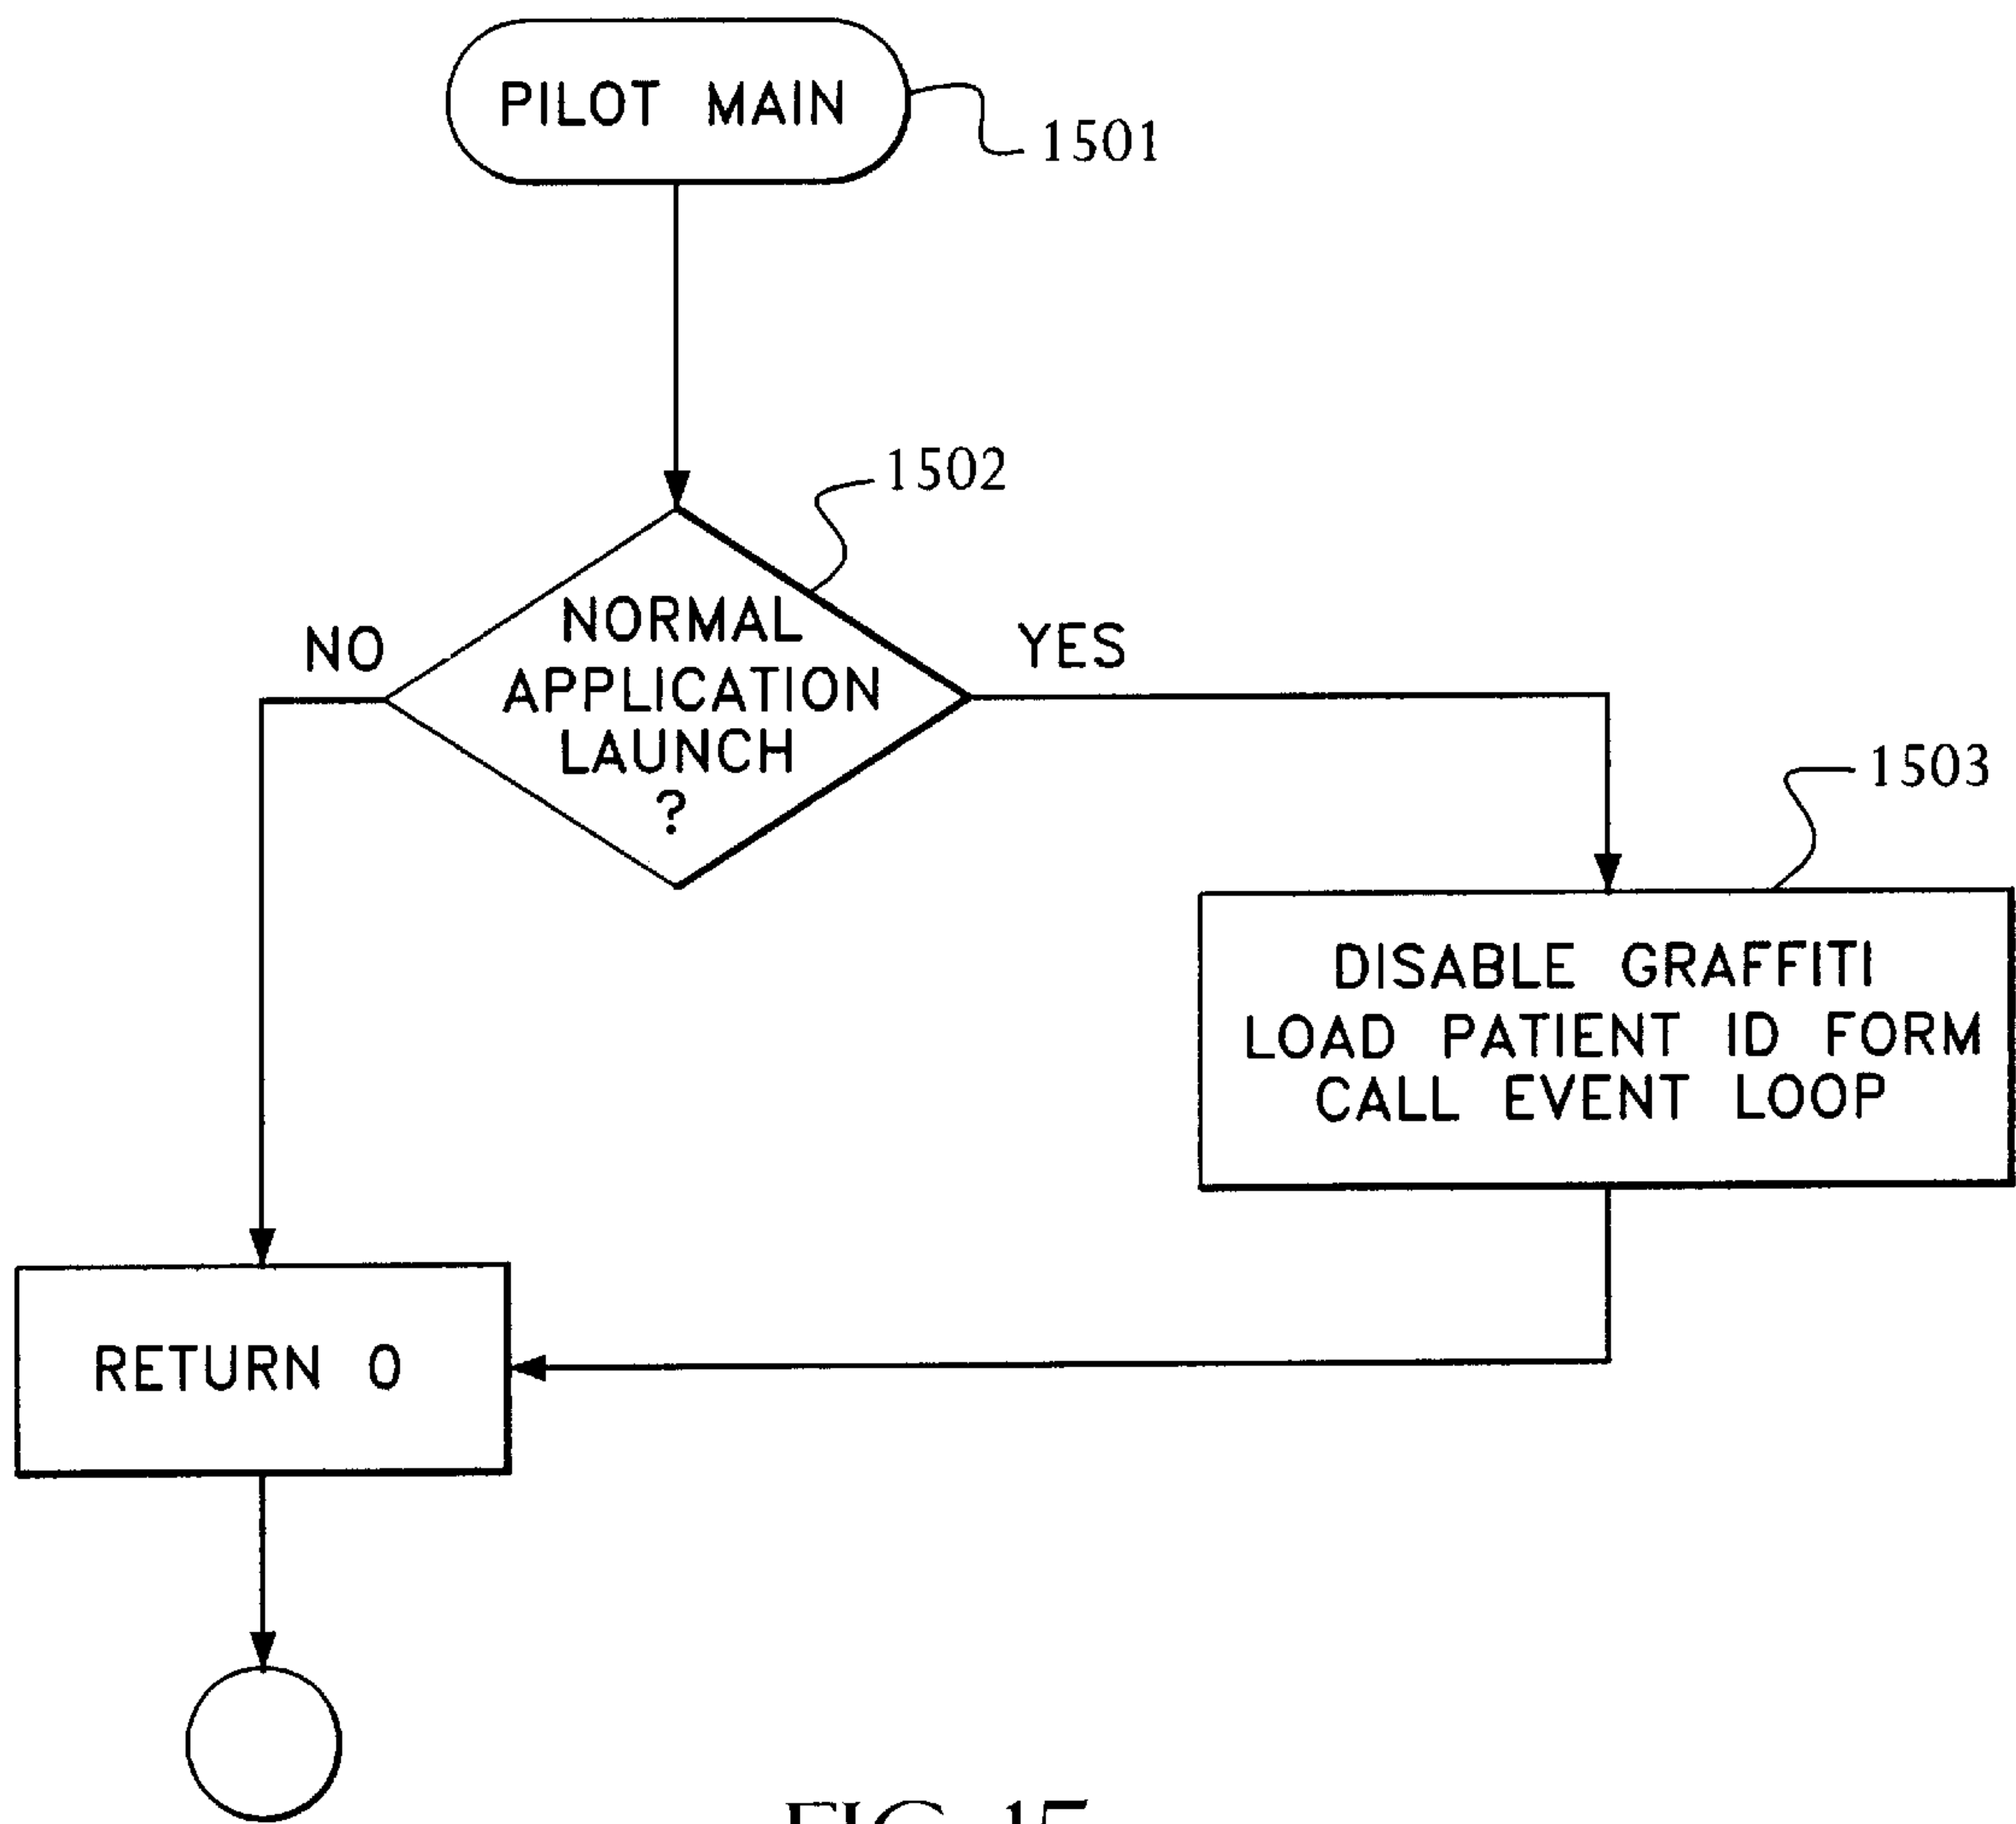 PILOT MAIN
1501
1502
NORMAL
APPLICATION
LAUNCH
?
NO
YES
1503
DISABLE GRAFFITI
LOAD PATIENT ID FORM
CALL EVENT LOOP
RETURN 0